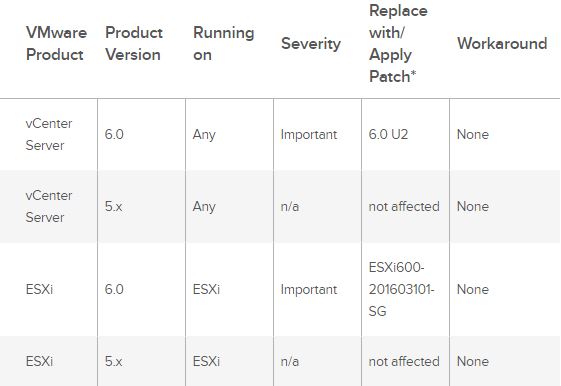 VMware Product | Product Version | Running on | Severity | Replace with/ Apply Patch* | Workaround
vCenter Server | 6.0 | Any | Important | 6.0 U2 | None
vCenter Server | 5.x | Any | n/a | not affected | None
ESXi | 6.0 | ESXi | Important | ESXi600-201603101-SG | None
ESXi | 5.x | ESXi | n/a | not affected | None